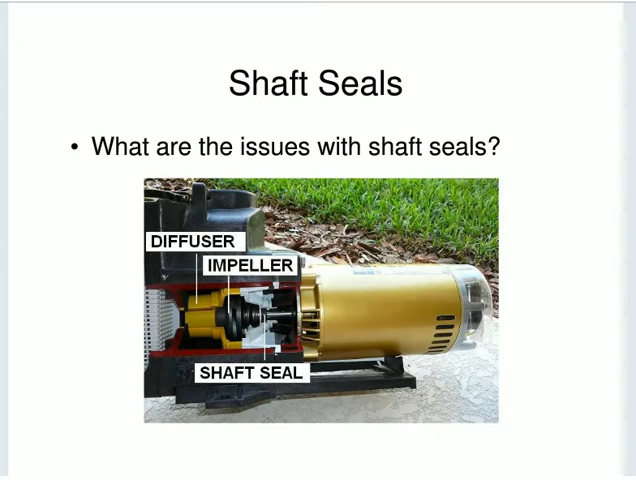 Shaft Seals
• What are the issues with shaft seals?
DIFFUSER
IMPELLER
SHAFT SEAL